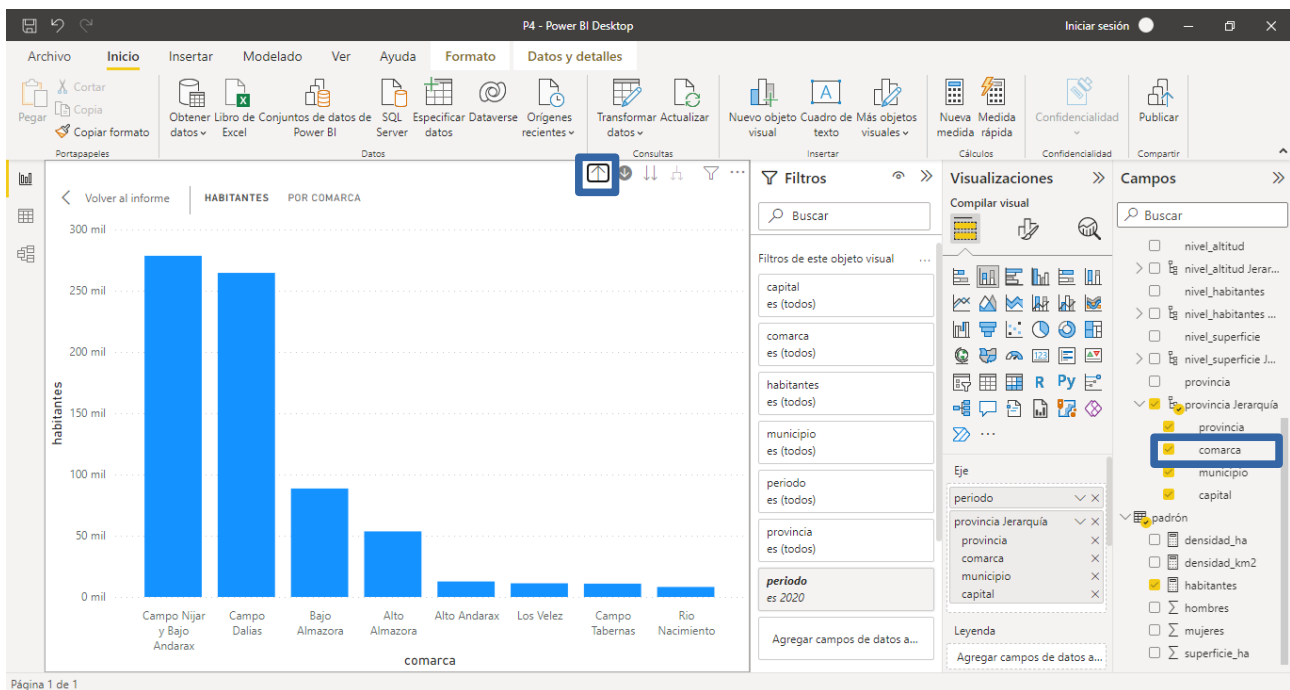 P4 - Power BI Desktop
Iniciar sesión
Archivo Inicio Insertar Modelado Ver Ayuda Formato Datos y detalles
Pegar
Cortar
Copia
Copiar formato
Portapapeles
Obtener datos
Libro de Excel
Conjuntos de datos de Power BI
SQL Server
Especificar datos
Dataverse
Orígenes recientes
Datos
Transformar datos
Actualizar
Consultas
Nuevo objeto visual
Cuadro de texto
Más objetos visuales
Insertar
Nueva medida
Medida rápida
Cálculos
Confidencialidad
Confidencialidad
Publicar
Compartir
Volver al informe
HABITANTES POR COMARCA
300 mil
250 mil
200 mil
150 mil
100 mil
50 mil
0 mil
habitantes
Campo Nijar y Bajo Andarax
Campo Dalias
Bajo Almazora
Alto Almazora
Alto Andarax
Los Velez
Campo Tabernas
Rio Nacimiento
comarca
Filtros
Buscar
Filtros de este objeto visual ...
capital
es (todos)
comarca
es (todos)
habitantes
es (todos)
municipio
es (todos)
periodo
es (todos)
provincia
es (todos)
periodo
es 2020
Agregar campos de datos a...
Visualizaciones
Compilar visual
123
R Py
...
Eje
periodo
provincia Jerarquía
provincia
comarca
municipio
capital
Leyenda
Agregar campos de datos a...
Campos
Buscar
nivel_altitud
nivel_altitud Jerar...
nivel_habitantes
nivel_habitantes ...
nivel_superficie
nivel_superficie J...
provincia
provincia Jerarquía
provincia
comarca
municipio
capital
padrón
densidad_ha
densidad_km2
habitantes
∑ hombres
∑ mujeres
∑ superficie_ha
Página 1 de 1